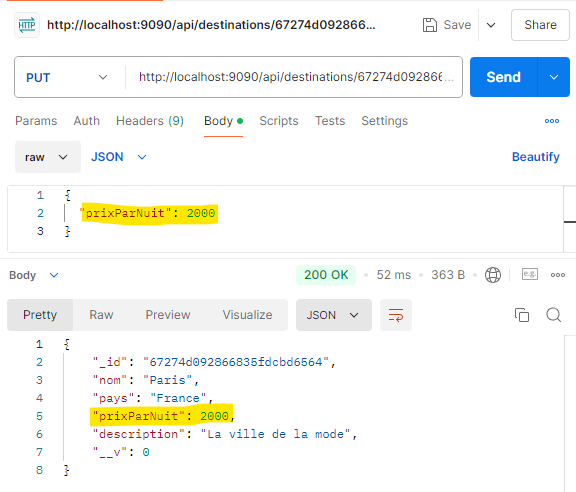 HTTP http://localhost:9090/api/destinations/67274d092866... Save Share
PUT http://localhost:9090/api/destinations/67274d092866... Send
Params Auth Headers (9) Body Scripts Tests Settings
raw JSON Beautify
1 {
2 "prixParNuit": 2000
3 }
Body 200 OK 52 ms 363 B e.g.
Pretty Raw Preview Visualize JSON
1 {
2 "_id": "67274d092866835fdcbd6564",
3 "nom": "Paris",
4 "pays": "France",
5 "prixParNuit": 2000,
6 "description": "La ville de la mode",
7 "__v": 0
8 }